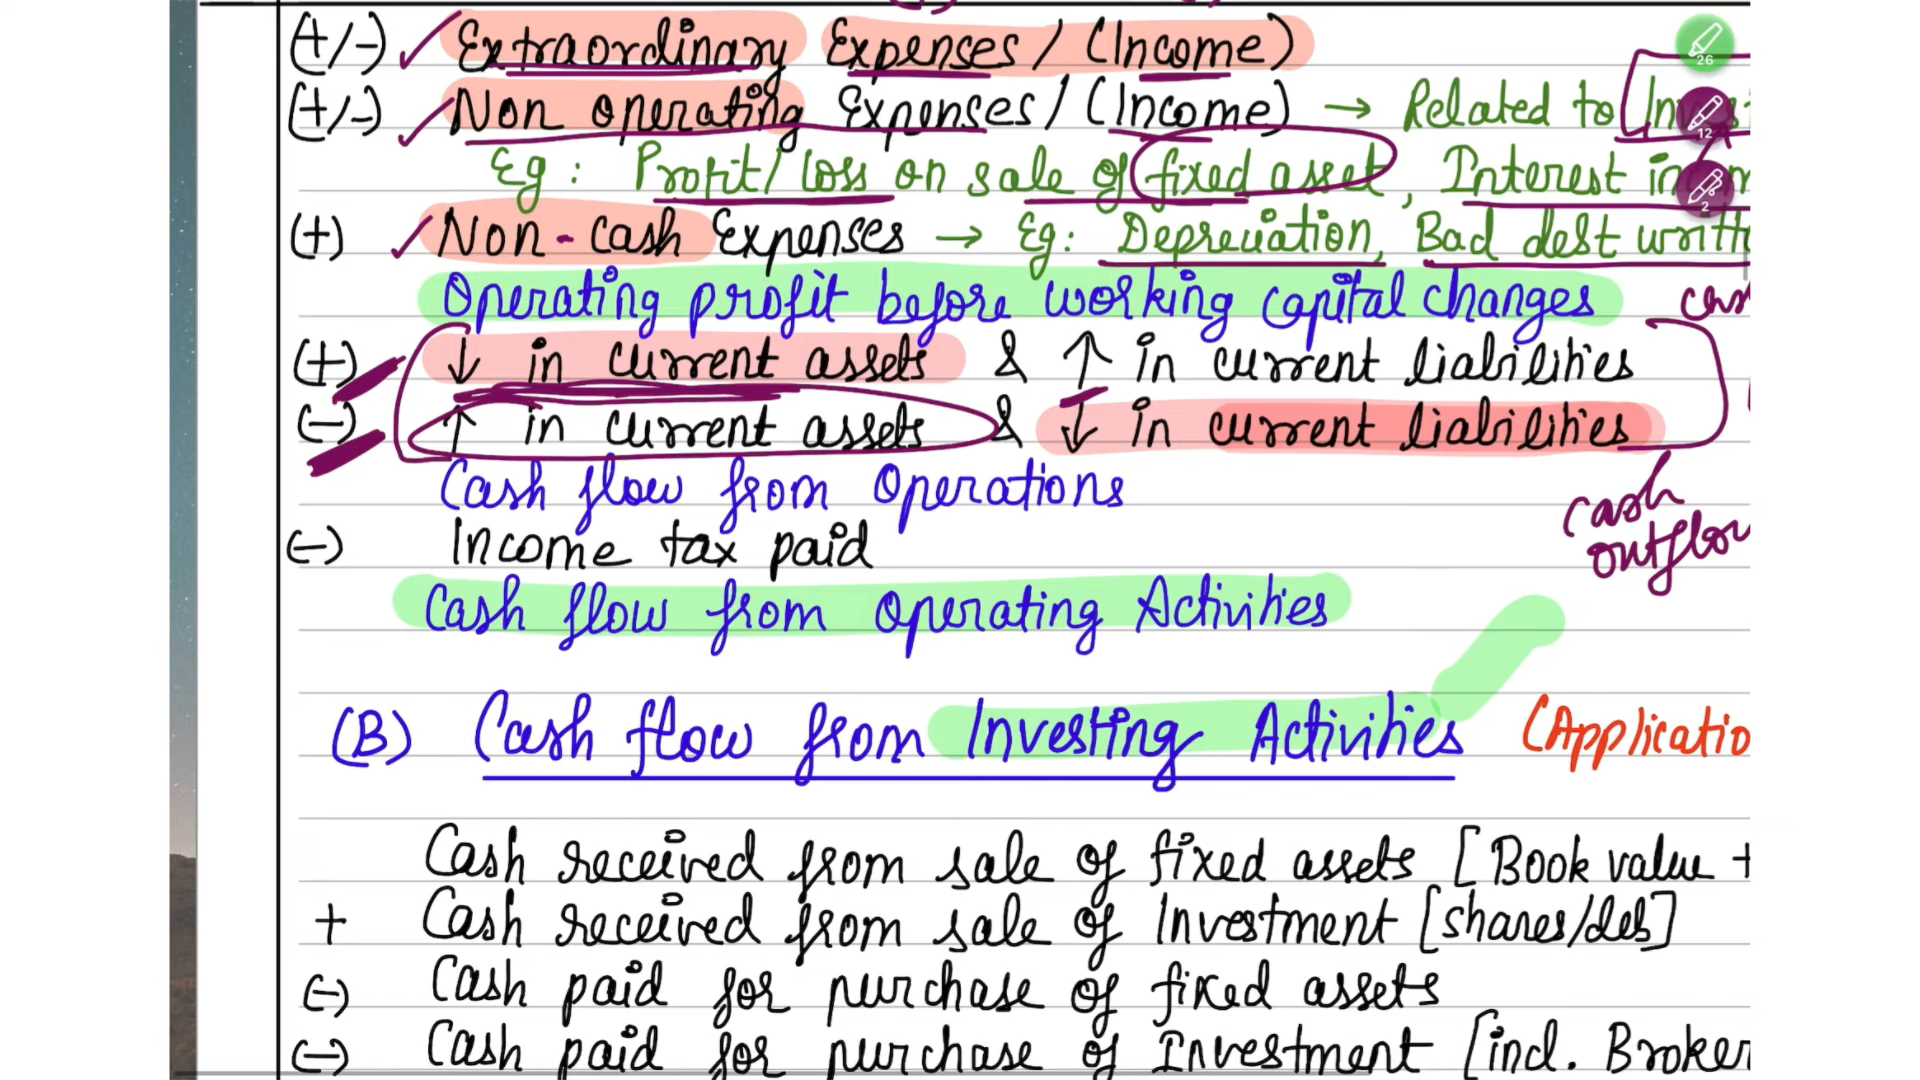 (+/-) Extraordinary Expenses / (Income)
(+/-) Non operating Expenses / (Income) → Related to
Eg : Profit/ loss on sale of fixed asset, Interest
(+) Non-cash Expenses → Eg: Depreciation, Bad debt
Operating profit before working capital changes
(+) ↓ in current assets & ↑ in current liabilities
(-) ↑ in current assets & ↓ in current liabilities
Cash flow from Operations
cash
(-) Income tax paid
Cash flow from Operating Activities
(B) Cash flow from Investing Activities
Cash received from sale of fixed assets [Book value +
+ Cash received from sale of Investment [shares/deb]
(-) Cash paid for purchase of fixed assets
(-) Cash paid for purchase of Investment [incl.
26
12
2